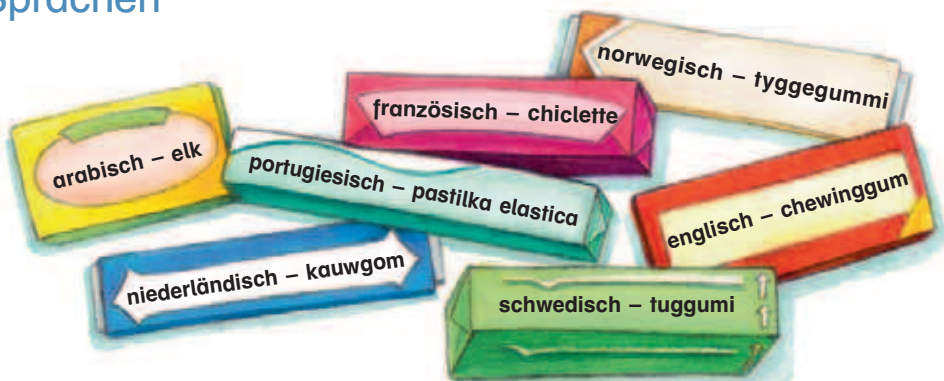 Sprachen
norwegisch – tyggegummi
französisch – chiclette
arabisch – elk
portugiesisch – pastilka elastica
englisch – chewinggum
niederländisch – kauwgom
schwedisch – tuggumi